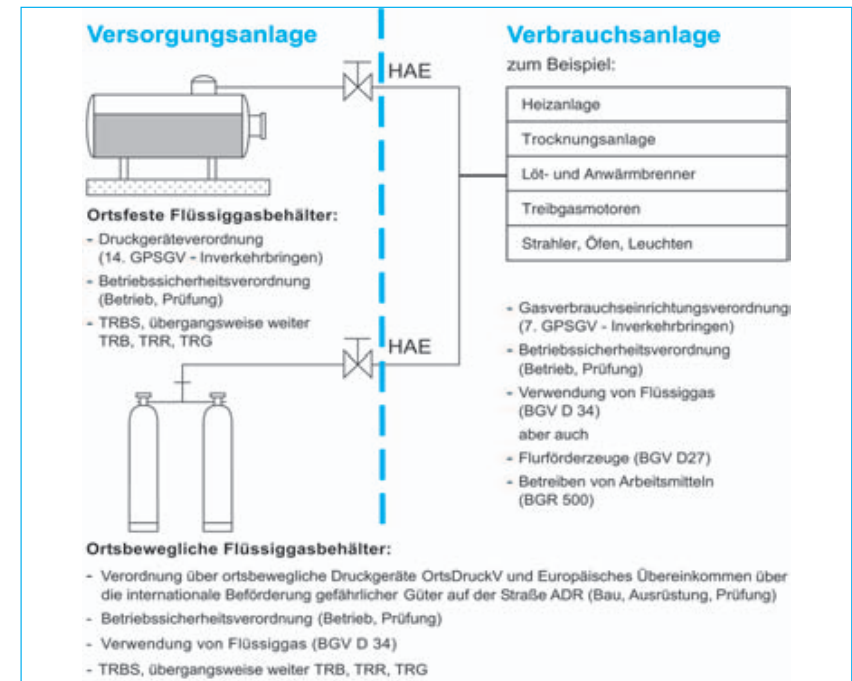 Versorgungsanlage
HAE
Ortsfeste Flüssiggasbehälter:
- Druckgeräteverordnung
(14. GPSGV - Inverkehrbringen)
- Betriebssicherheitsverordnung
(Betrieb, Prüfung)
- TRBS, übergangsweise weiter
TRB, TRR, TRG
HAE
Verbrauchsanlage
zum Beispiel:
Heizanlage
Trocknungsanlage
Löt- und Anwärmbrenner
Treibgasmotoren
Strahler, Öfen, Leuchten
- Gasverbrauchseinrichtungsverordnung
(7. GPSGV - Inverkehrbringen)
- Betriebssicherheitsverordnung
(Betrieb, Prüfung)
- Verwendung von Flüssiggas
(BGV D 34)
aber auch
- Flurförderzeuge (BGV D27)
- Betreiben von Arbeitsmitteln
(BGR 500)
Ortsbewegliche Flüssiggasbehälter:
- Verordnung über ortsbewegliche Druckgeräte OrtsDruckV und Europäisches Übereinkommen über
die internationale Beförderung gefährlicher Güter auf der Straße ADR (Bau, Ausrüstung, Prüfung)
- Betriebssicherheitsverordnung (Betrieb, Prüfung)
- Verwendung von Flüssiggas (BGV D 34)
- TRBS, übergangsweise weiter TRB, TRR, TRG